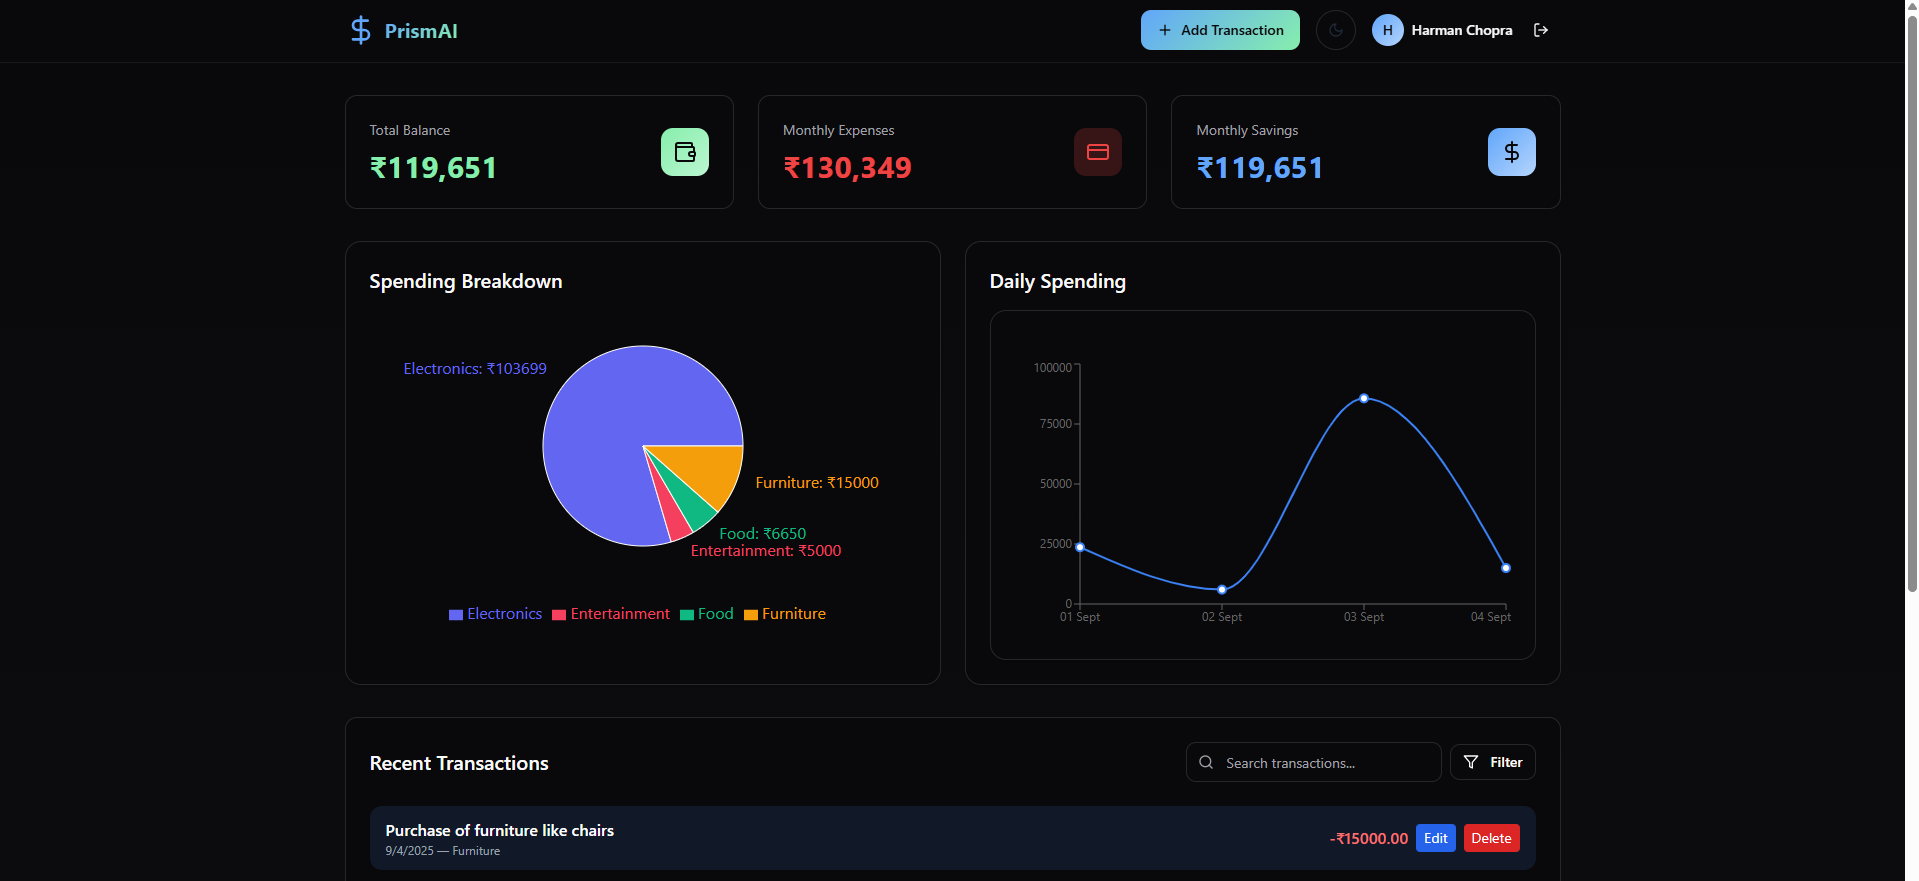 PrismAI
Add Transaction
H
Harman Chopra
Total Balance
₹119,651
Monthly Expenses
₹130,349
Monthly Savings
₹119,651
Spending Breakdown
Electronics: ₹103699
Furniture: ₹15000
Food: ₹6650
Entertainment: ₹5000
Electronics Entertainment Food Furniture
Daily Spending
100000
75000
50000
25000
0
01 Sept 02 Sept 03 Sept 04 Sept
Recent Transactions
Search transactions...
Filter
Purchase of furniture like chairs
9/4/2025 — Furniture
-₹15000.00 Edit Delete